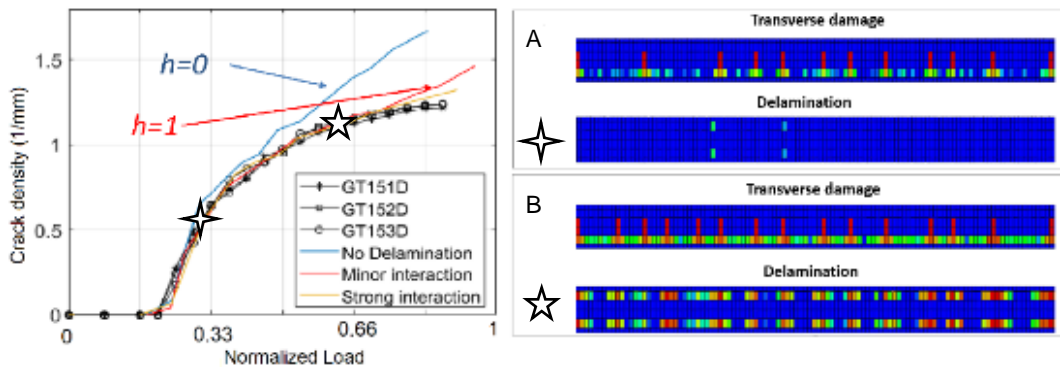 Crack density (1/mm)
1.5
1
0.5
0
0
0.33
0.66
1
Normalized Load
h=0
h=1
GT151D
GT152D
GT153D
No Delamination
Minor interaction
Strong interaction
A
Transverse damage
Delamination
B
Transverse damage
Delamination